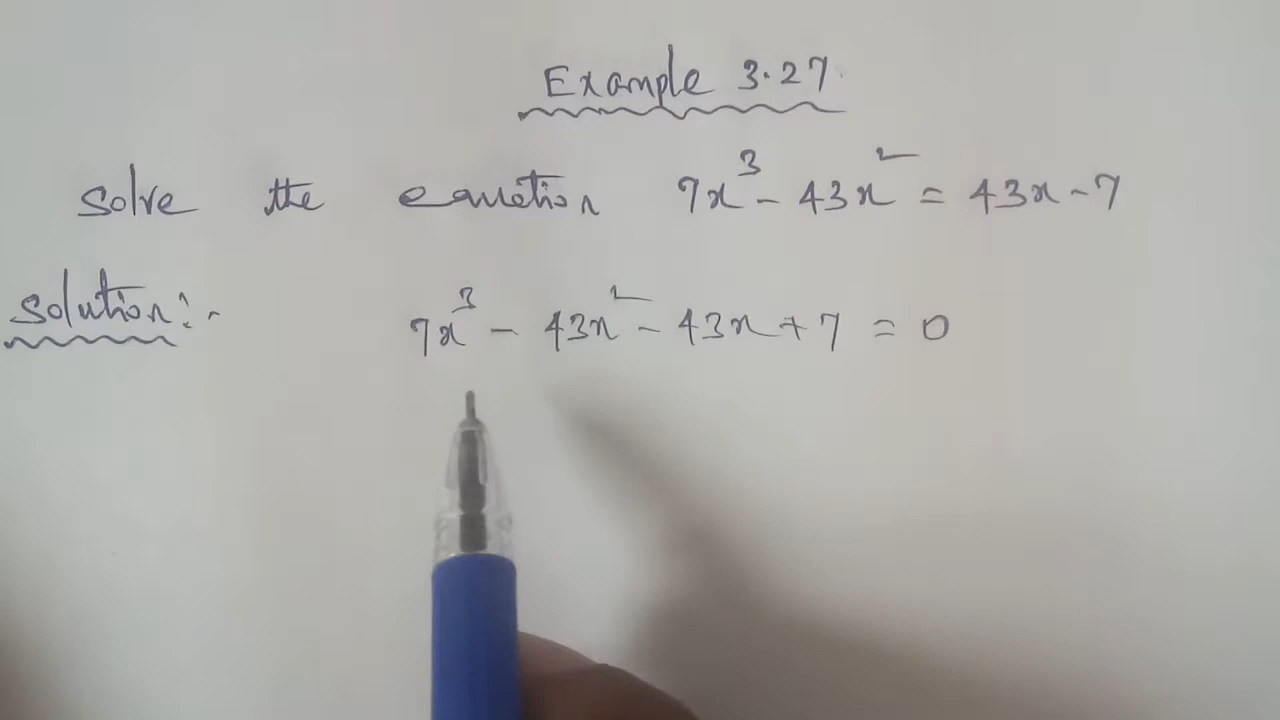 Example 3.27
Solve the equation 7x³ - 43x² = 43x - 7
Solution:-
7x³ - 43x² - 43x + 7 = 0